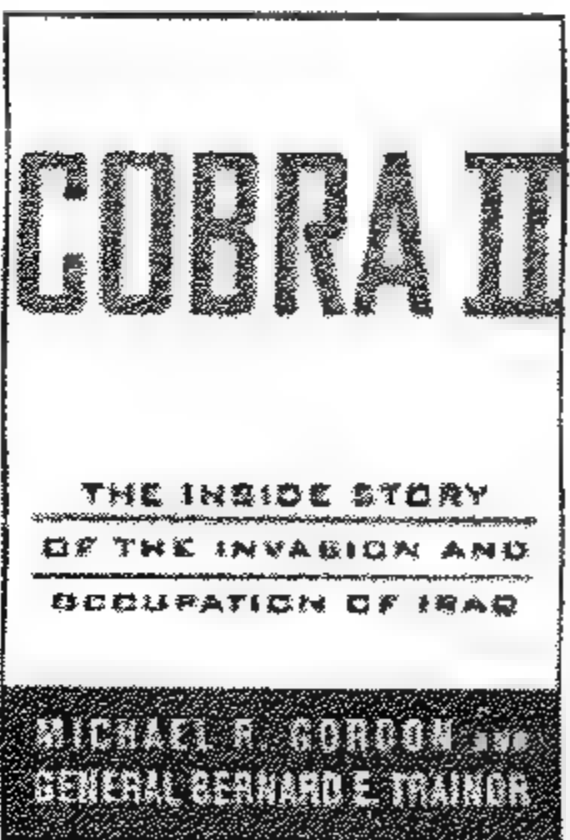 COBRA II
THE INSIDE STORY
OF THE INVASION AND
OCCUPATION OF IRAQ
MICHAEL R. GORDON AND
GENERAL BERNARD E. TRAINOR